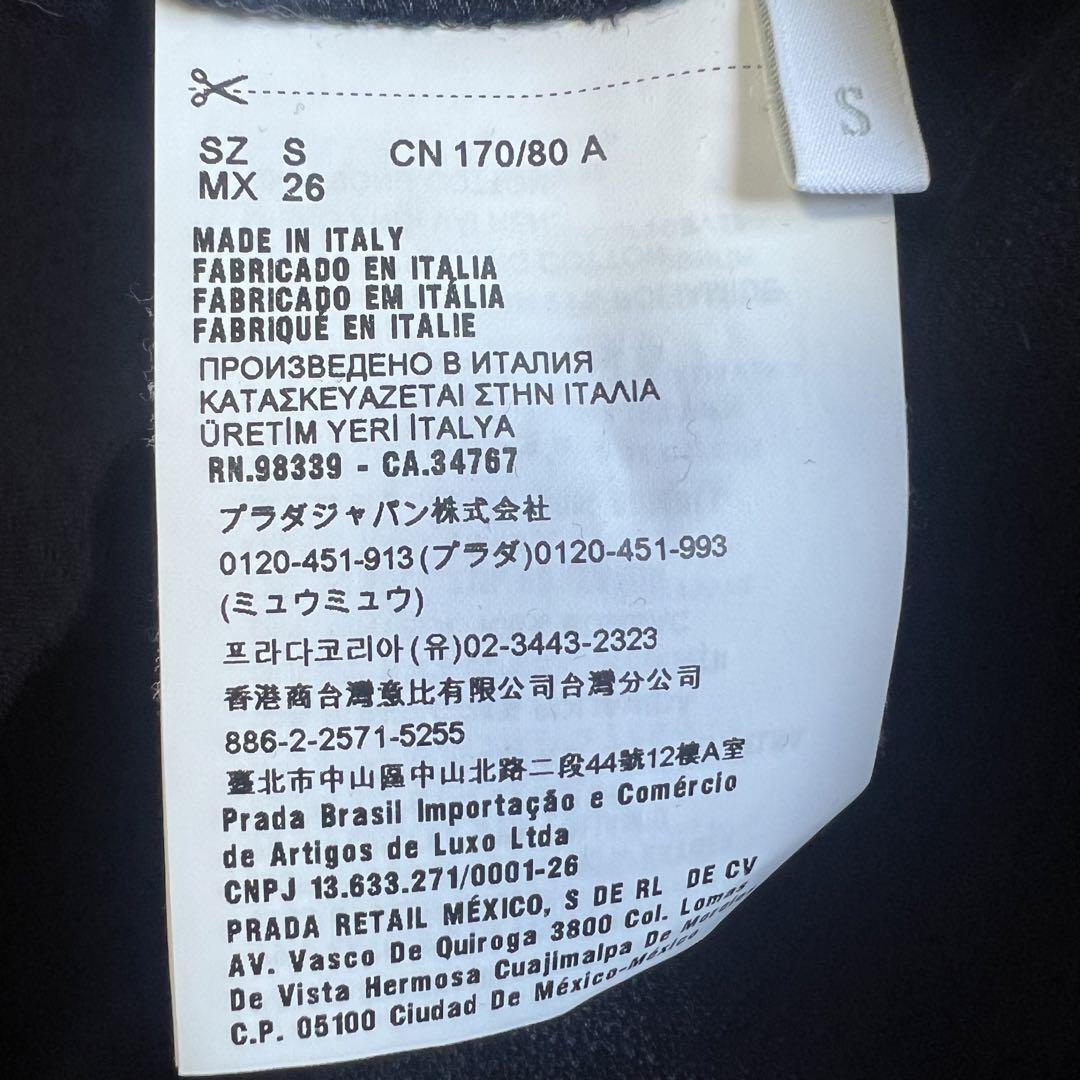 S
SZ S CN 170/80 A
MX 26
MADE IN ITALY
FABRICADO EN ITALIA
FABRICADO EM ITÁLIA
FABRIQUÉ EN ITALIE
ПРОИЗВЕДЕНО В ИТАЛИЯ
ΚΑΤΑΣΚΕΥΑΖΕΤΑΙ ΣΤΗΝ ΙΤΑΛΙΑ
ÜRETİM YERİ İTALYA
RN.98339 - CA.34767
プラダジャパン株式会社
0120-451-913(プラダ)0120-451-993
(ミュウミュウ)
프라다코리아(유)02-3443-2323
香港商台灣意比有限公司台灣分公司
886-2-2571-5255
臺北市中山區中山北路二段44號12樓A室
Prada Brasil Importação e Comércio
de Artigos de Luxo Ltda
CNPJ 13.633.271/0001-26
PRADA RETAIL MÉXICO, S DE RL DE CV
AV. Vasco De Quiroga 3800 Col. Lomas
De Vista Hermosa Cuajimalpa De Morelos
C.P. 05100 Ciudad De México-México